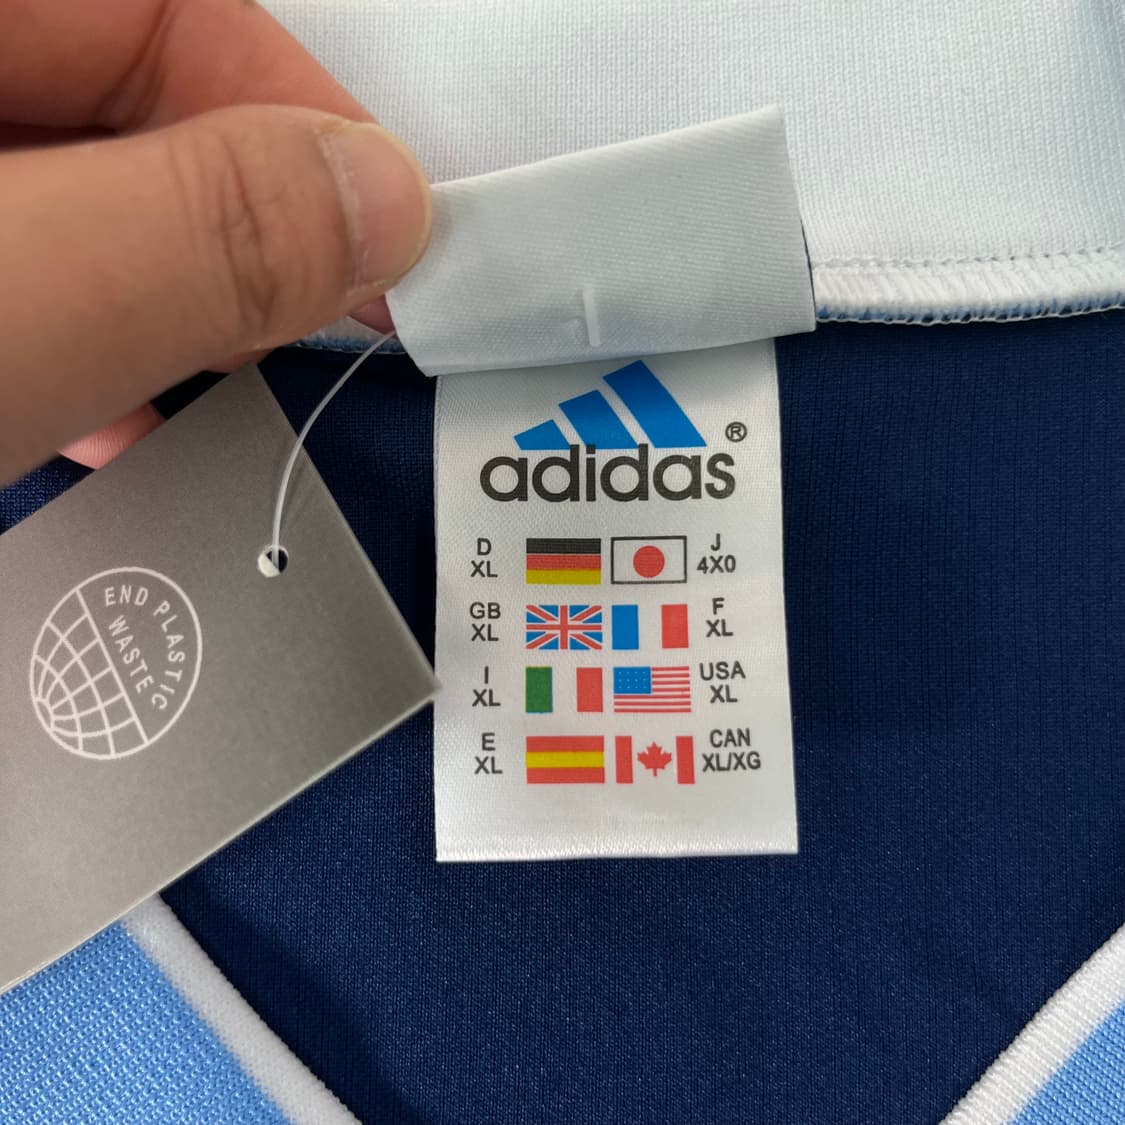 adidas®
D
XL
J
4X0
GB
XL
F
XL
I
XL
USA
XL
E
XL
CAN
XL/XG
END PLASTIC
WASTE